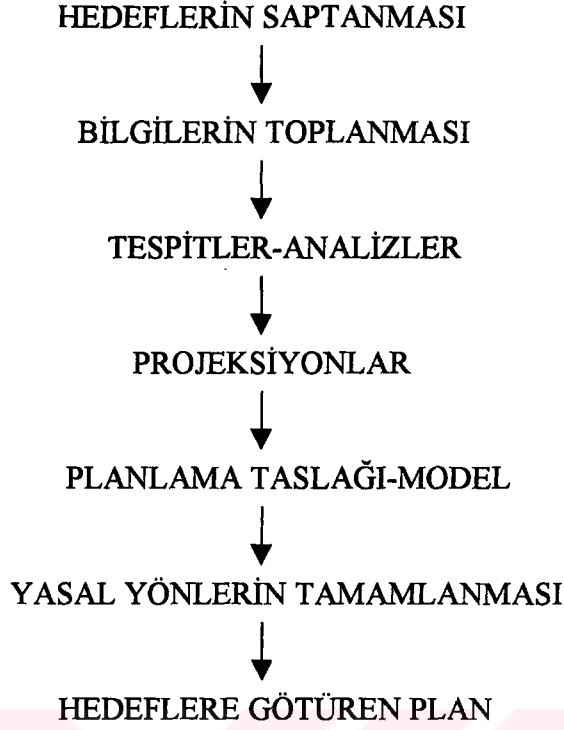 HEDEFLERİN SAPTANMASI
BİLGİLERİN TOPLANMASI
TESPİTLER-ANALİZLER
PROJEKSİYONLAR
PLANLAMA TASLAĞI-MODEL
YASAL YÖNLERİN TAMAMLANMASI
HEDEFLERE GÖTÜREN PLAN